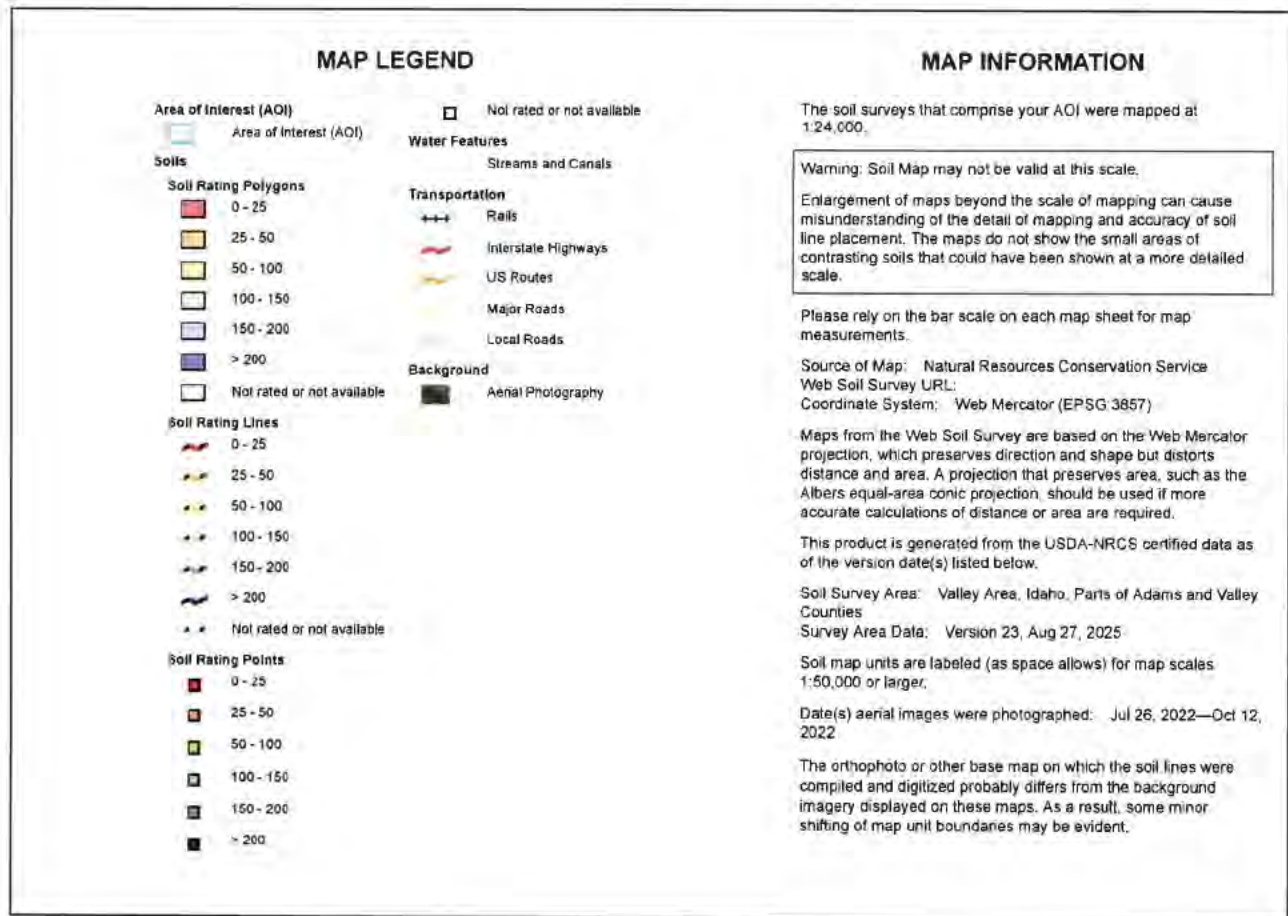 MAP LEGEND
Area of Interest (AOI)
Area of Interest (AOI)
Soils
Soil Rating Polygons
0 - 25
25 - 50
50 - 100
100 - 150
150 - 200
> 200
Not rated or not available
Soil Rating Lines
0 - 25
25 - 50
50 - 100
100 - 150
150 - 200
> 200
Not rated or not available
Soil Rating Points
0 - 25
25 - 50
50 - 100
100 - 150
150 - 200
> 200
Not rated or not available
Water Features
Streams and Canals
Transportation
Rails
Interstate Highways
US Routes
Major Roads
Local Roads
Background
Aerial Photography
MAP INFORMATION
The soil surveys that comprise your AOI were mapped at
1:24,000.
Warning: Soil Map may not be valid at this scale.
Enlargement of maps beyond the scale of mapping can cause
misunderstanding of the detail of mapping and accuracy of soil
line placement. The maps do not show the small areas of
contrasting soils that could have been shown at a more detailed
scale.
Please rely on the bar scale on each map sheet for map
measurements.
Source of Map: Natural Resources Conservation Service
Web Soil Survey URL:
Coordinate System: Web Mercator (EPSG:3857)
Maps from the Web Soil Survey are based on the Web Mercator
projection, which preserves direction and shape but distorts
distance and area. A projection that preserves area, such as the
Albers equal-area conic projection, should be used if more
accurate calculations of distance or area are required.
This product is generated from the USDA-NRCS certified data as
of the version date(s) listed below.
Soil Survey Area: Valley Area, Idaho, Parts of Adams and Valley
Counties
Survey Area Data: Version 23, Aug 27, 2025
Soil map units are labeled (as space allows) for map scales
1:50,000 or larger.
Date(s) aerial images were photographed: Jul 26, 2022—Oct 12,
2022
The orthophoto or other base map on which the soil lines were
compiled and digitized probably differs from the background
imagery displayed on these maps. As a result, some minor
shifting of map unit boundaries may be evident.